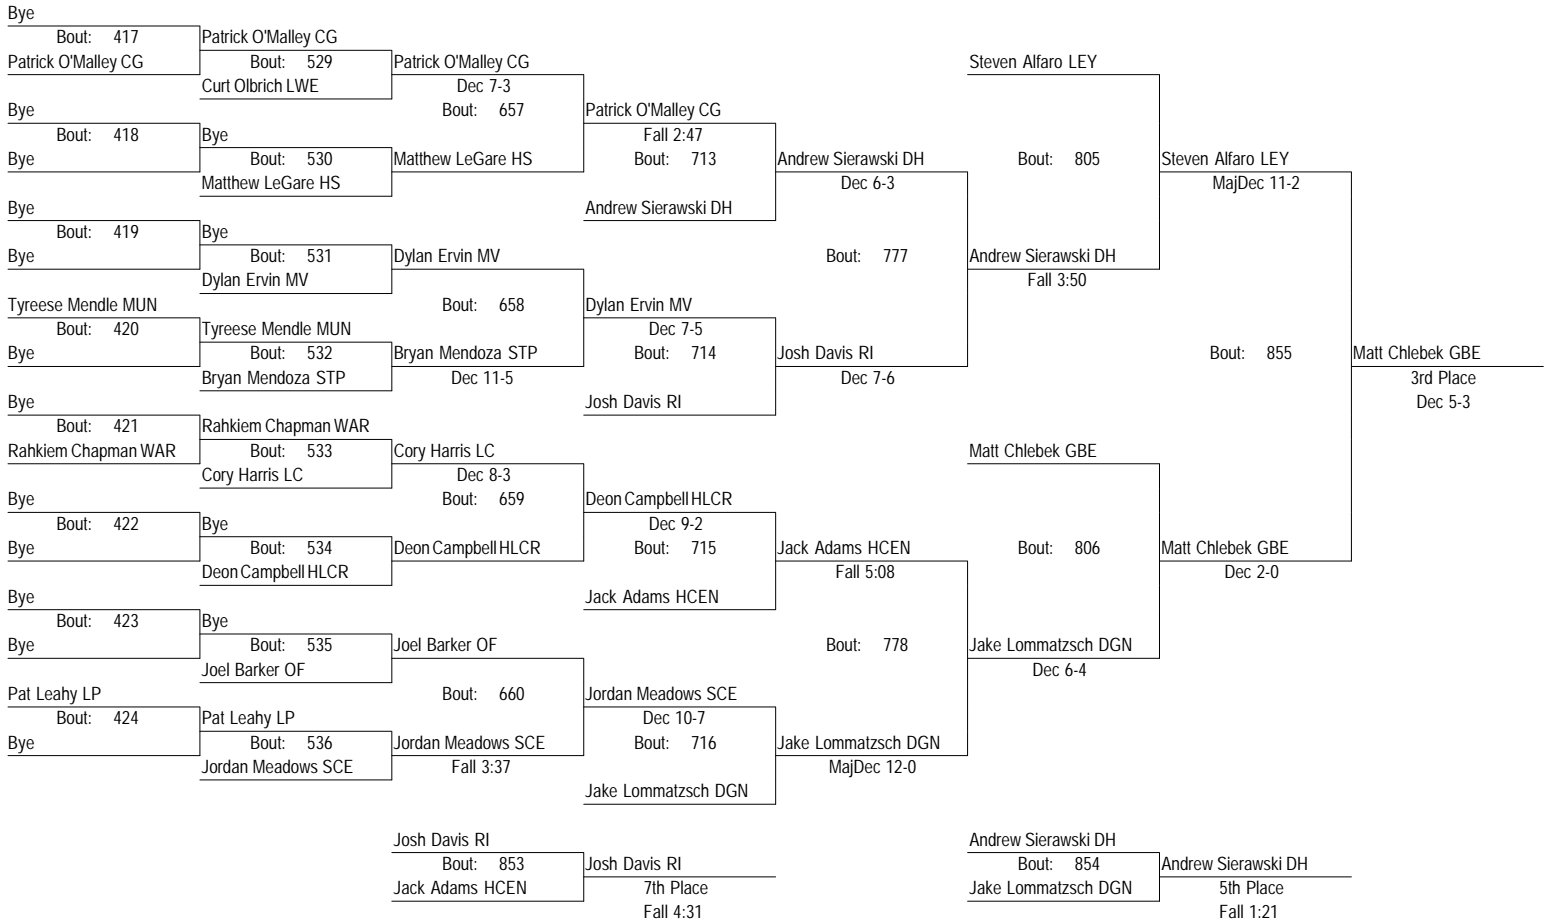 Bye
Bout: 417
Patrick O'Malley CG
Patrick O'Malley CG
Bout: 529
Curt Olbrich LWE
Patrick O'Malley CG
Dec 7-3
Bout: 657
Bye
Bout: 418
Bye
Bye
Bout: 530
Matthew LeGare HS
Matthew LeGare HS
Patrick O'Malley CG
Fall 2:47
Bout: 713
Andrew Sierawski DH
Andrew Sierawski DH
Dec 6-3
Bye
Bout: 419
Bye
Bye
Bout: 531
Dylan Ervin MV
Dylan Ervin MV
Bout: 658
Tyreese Mendle MUN
Bout: 420
Bye
Tyreese Mendle MUN
Bout: 532
Bryan Mendoza STP
Bryan Mendoza STP
Dec 11-5
Dylan Ervin MV
Dec 7-5
Bout: 714
Josh Davis RI
Josh Davis RI
Dec 7-6
Bout: 777
Steven Alfaro LEY
Bout: 805
Andrew Sierawski DH
Fall 3:50
Steven Alfaro LEY
MajDec 11-2
Bye
Bout: 421
Rahkiem Chapman WAR
Rahkiem Chapman WAR
Bout: 533
Cory Harris LC
Cory Harris LC
Dec 8-3
Bout: 659
Bye
Bout: 422
Bye
Bye
Bout: 534
Deon Campbell HLCR
Deon Campbell HLCR
Deon Campbell HLCR
Dec 9-2
Bout: 715
Jack Adams HCEN
Jack Adams HCEN
Fall 5:08
Bye
Bout: 423
Bye
Bye
Bout: 535
Joel Barker OF
Joel Barker OF
Bout: 660
Pat Leahy LP
Bout: 424
Bye
Pat Leahy LP
Bout: 536
Jordan Meadows SCE
Jordan Meadows SCE
Fall 3:37
Jordan Meadows SCE
Dec 10-7
Bout: 716
Jake Lommatzsch DGN
Jake Lommatzsch DGN
MajDec 12-0
Bout: 778
Matt Chlebek GBE
Bout: 806
Jake Lommatzsch DGN
Dec 6-4
Matt Chlebek GBE
Dec 2-0
Bout: 855
Matt Chlebek GBE
3rd Place
Dec 5-3
Josh Davis RI
Bout: 853
Jack Adams HCEN
Josh Davis RI
7th Place
Fall 4:31
Andrew Sierawski DH
Bout: 854
Jake Lommatzsch DGN
Andrew Sierawski DH
5th Place
Fall 1:21